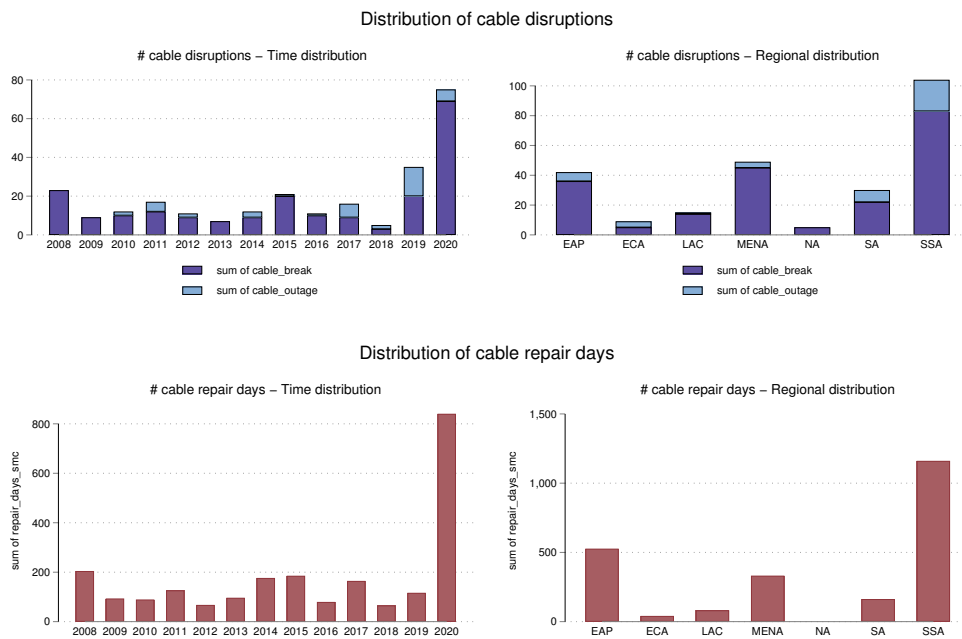 Distribution of cable disruptions
# cable disruptions – Time distribution
80
60
40
20
0
2008 2009 2010 2011 2012 2013 2014 2015 2016 2017 2018 2019 2020
sum of cable_break
sum of cable_outage
# cable disruptions – Regional distribution
100
80
60
40
20
0
EAP ECA LAC MENA NA SA SSA
sum of cable_break
sum of cable_outage
Distribution of cable repair days
# cable repair days – Time distribution
sum of repair_days_smc
800
600
400
200
0
2008 2009 2010 2011 2012 2013 2014 2015 2016 2017 2018 2019 2020
# cable repair days – Regional distribution
sum of repair_days_smc
1,500
1,000
500
0
EAP ECA LAC MENA NA SA SSA